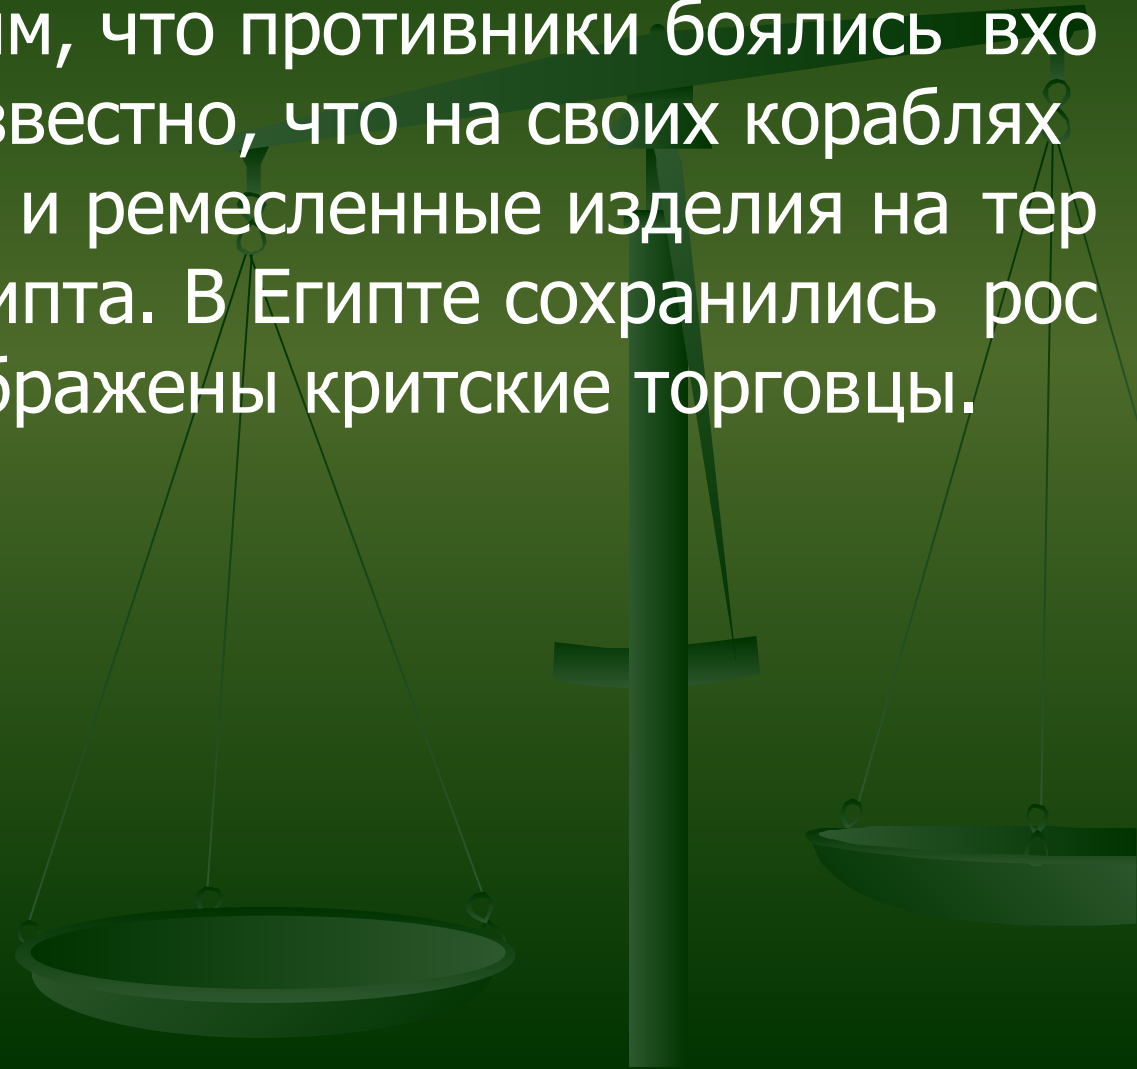 им, что противники боялись вхо
звестно, что на своих кораблях
и ремесленные изделия на тер
ипта. В Египте сохранились рос
бражены критские торговцы.